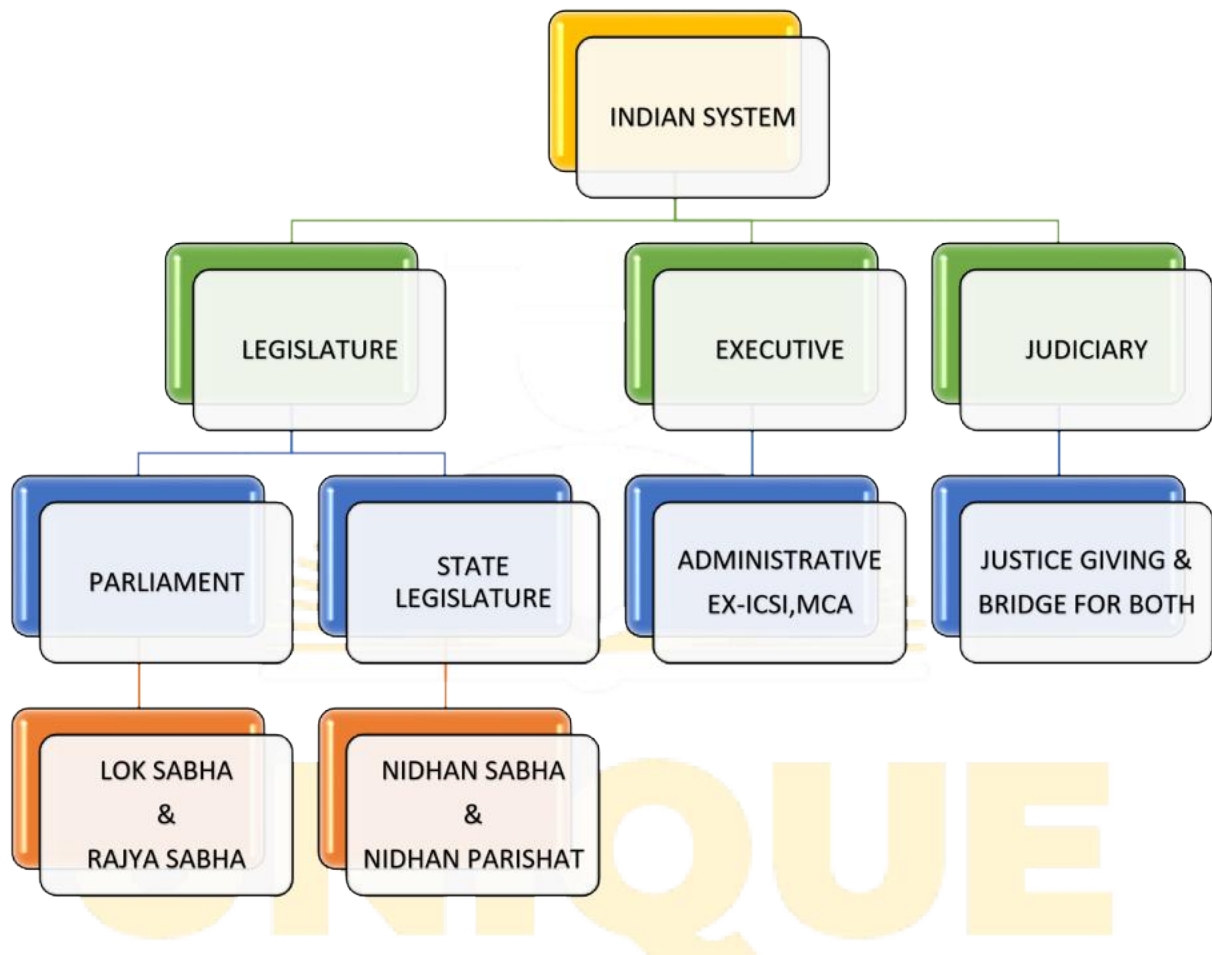 INDIAN SYSTEM
LEGISLATURE
EXECUTIVE
JUDICIARY
PARLIAMENT
STATE
LEGISLATURE
ADMINISTRATIVE
EX-ICSI,MCA
JUSTICE GIVING &
BRIDGE FOR BOTH
LOK SABHA
&
RAJYA SABHA
NIDHAN SABHA
&
NIDHAN PARISHAT
UNIQUE